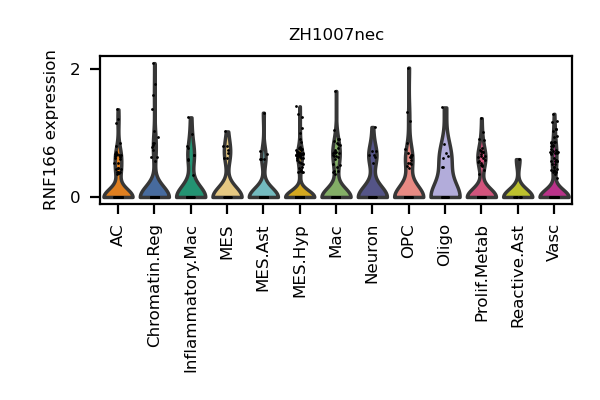 ZH1007nec
RNF166 expression
2
0
AC
Chromatin.Reg
Inflammatory.Mac
MES
MES.Ast
MES.Hyp
Mac
Neuron
OPC
Oligo
Prolif.Metab
Reactive.Ast
Vasc